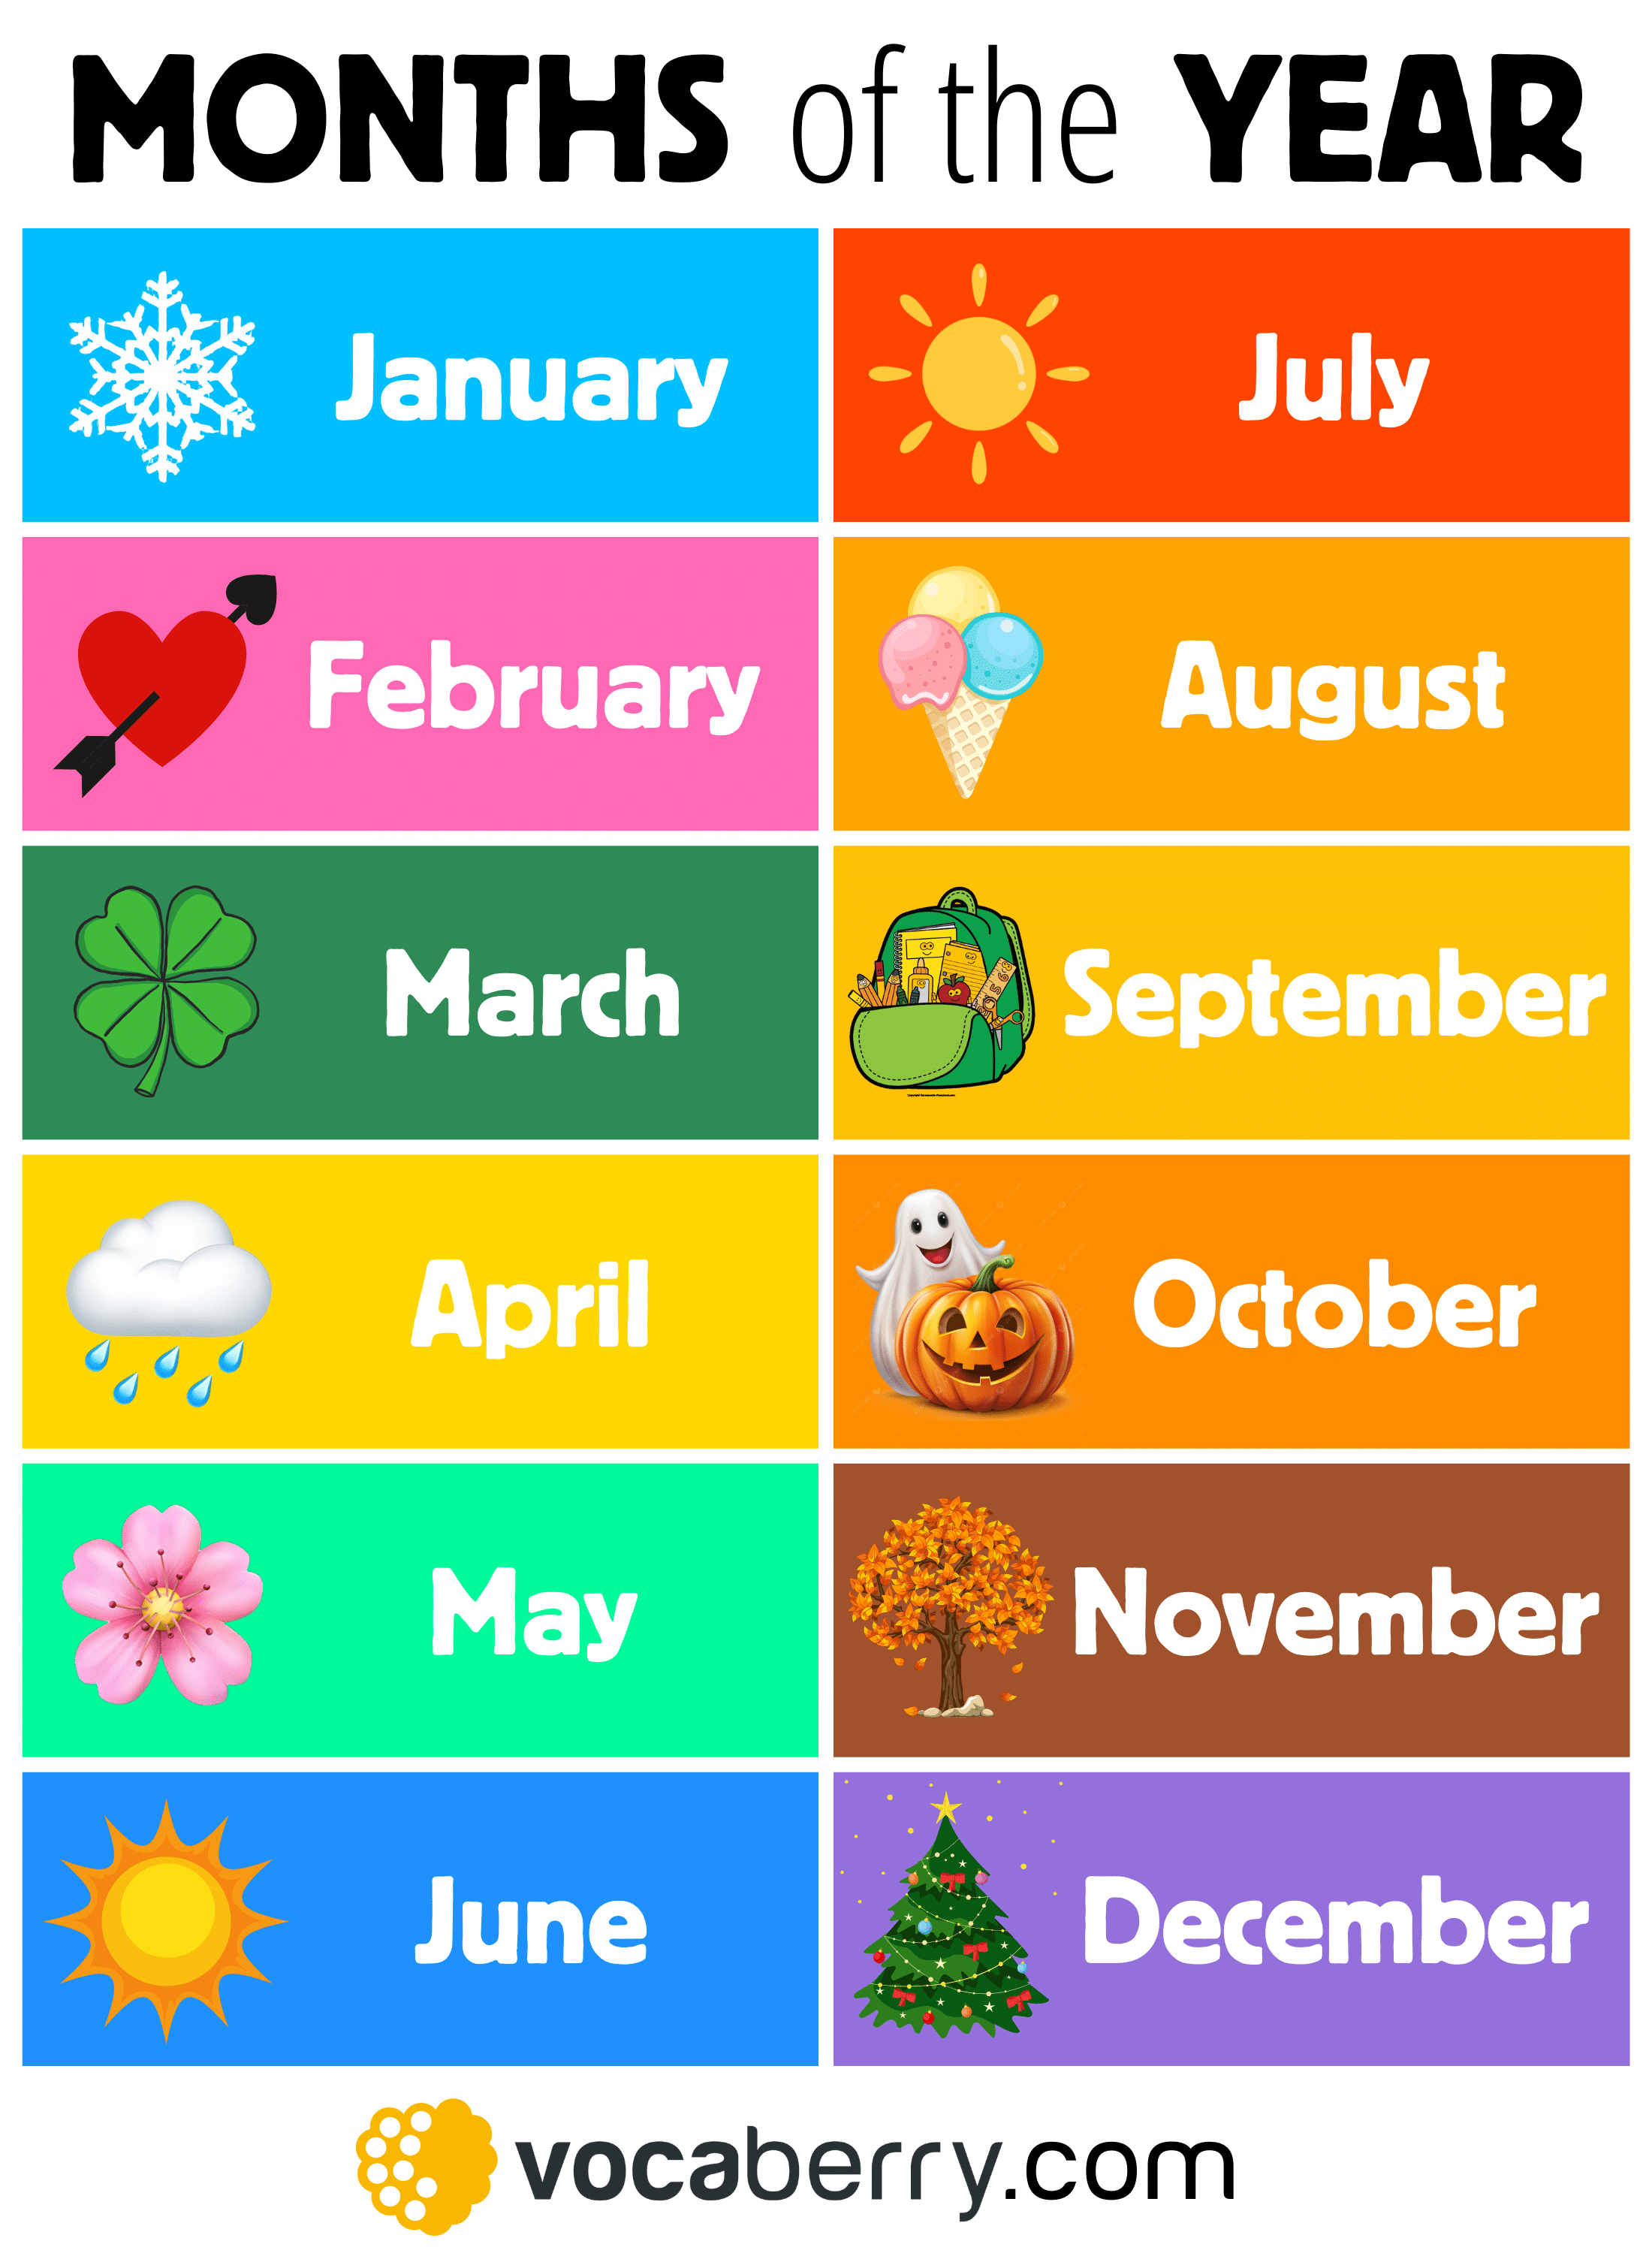 MONTHS of the YEAR
January
July
February
August
March
September
April
October
May
November
June
December
vocaberry.com